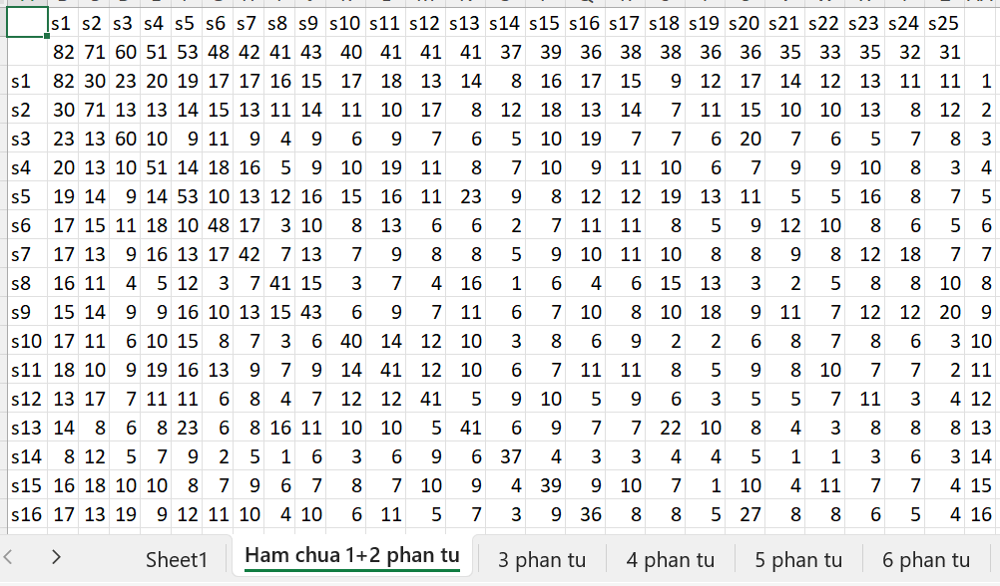 s1 s2 s3 s4 s5 s6 s7 s8 s9 s10 s11 s12 s13 s14 s15 s16 s17 s18 s19 s20 s21 s22 s23 s24 s25
82 71 60 51 53 48 42 41 43 40 41 41 41 37 39 36 38 38 36 36 35 33 35 32 31
s1 82 30 23 20 19 17 17 16 15 17 18 13 14 8 16 17 15 9 12 17 14 12 13 11 11 1
s2 30 71 13 13 14 15 13 11 14 11 10 17 8 12 18 13 14 7 11 15 10 10 13 8 12 2
s3 23 13 60 10 9 11 9 4 9 6 9 7 6 5 10 19 7 7 6 20 7 6 5 7 8 3
s4 20 13 10 51 14 18 16 5 9 10 19 11 8 7 10 9 11 10 6 7 9 9 10 8 3 4
s5 19 14 9 14 53 10 13 12 16 15 16 11 23 9 8 12 12 19 13 11 5 5 16 8 7 5
s6 17 15 11 18 10 48 17 3 10 8 13 6 6 2 7 11 11 8 5 9 12 10 8 6 5 6
s7 17 13 9 16 13 17 42 7 13 7 9 8 8 5 9 10 11 10 8 8 9 8 12 18 7 7
s8 16 11 4 5 12 3 7 41 15 3 7 4 16 1 6 4 6 15 13 3 2 5 8 8 10 8
s9 15 14 9 9 16 10 13 15 43 6 9 7 11 6 7 10 8 10 18 9 11 7 12 12 20 9
s10 17 11 6 10 15 8 7 3 6 40 14 12 10 3 8 6 9 2 2 6 8 7 8 6 3 10
s11 18 10 9 19 16 13 9 7 9 14 41 12 10 6 7 11 11 8 5 9 8 10 7 7 2 11
s12 13 17 7 11 11 6 8 4 7 12 12 41 5 9 10 5 9 6 3 5 5 7 11 3 4 12
s13 14 8 6 8 23 6 8 16 11 10 10 5 41 6 9 7 7 22 10 8 4 3 8 8 8 13
s14 8 12 5 7 9 2 5 1 6 3 6 9 6 37 4 3 3 4 4 5 1 1 3 6 3 14
s15 16 18 10 10 8 7 9 6 7 8 7 10 9 4 39 9 10 7 1 10 4 11 7 7 4 15
s16 17 13 19 9 12 11 10 4 10 6 11 5 7 3 9 36 8 8 5 27 8 8 6 5 4 16
Sheet1 Ham chua 1+2 phan tu 3 phan tu 4 phan tu 5 phan tu 6 phan tu